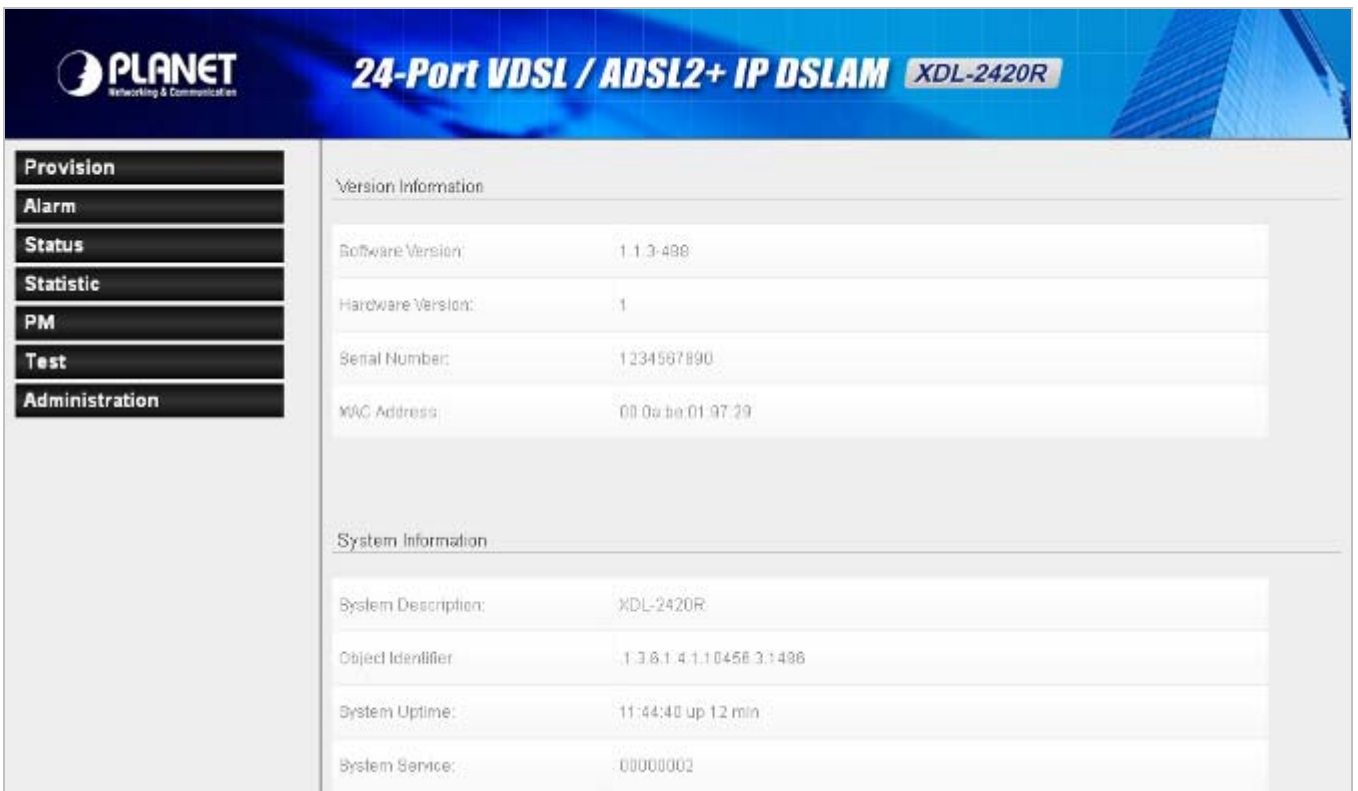 PLANET
Networking & Communication
24-Port VDSL / ADSL2+ IP DSLAM XDL-2420R
Provision
Alarm
Status
Statistic
PM
Test
Administration
Version Information
Software Version: 1.1.3-488
Hardware Version: 1
Serial Number: 1234567890
MAC Address: 00:0a:be:01:97:29
System Information
System Description: XDL-2420R
Object Identifier .1.3.6.1.4.1.10456.3.1486
System Uptime: 11:44:40 up 12 min
System Service: 00000002